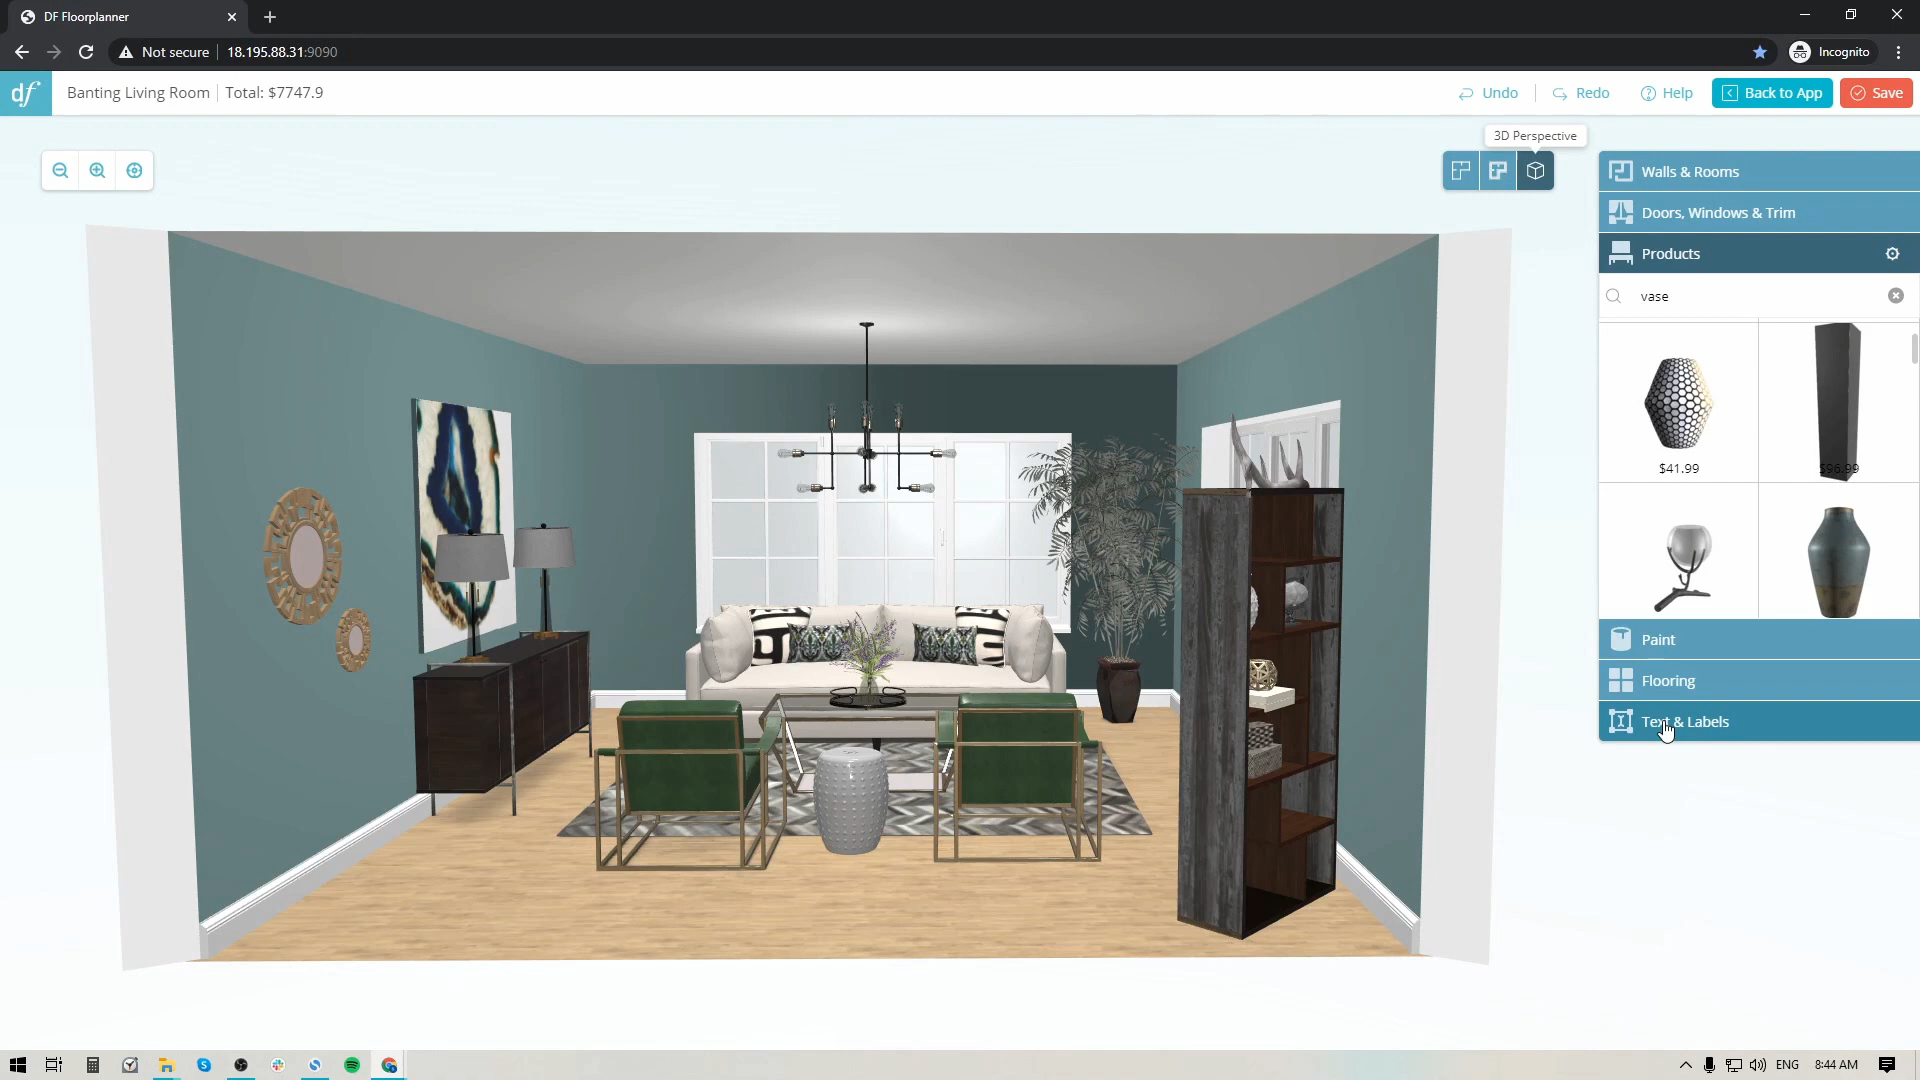 DF Floorplanner
Not secure
18.195.88.31:9090
Incognito
df
Banting Living Room
Total: $7747.9
Undo
Redo
Help
Back to App
Save
3D Perspective
Walls & Rooms
Doors, Windows & Trim
Products
vase
$41.99
$96.99
Paint
Flooring
Text & Labels
ENG
8:44 AM